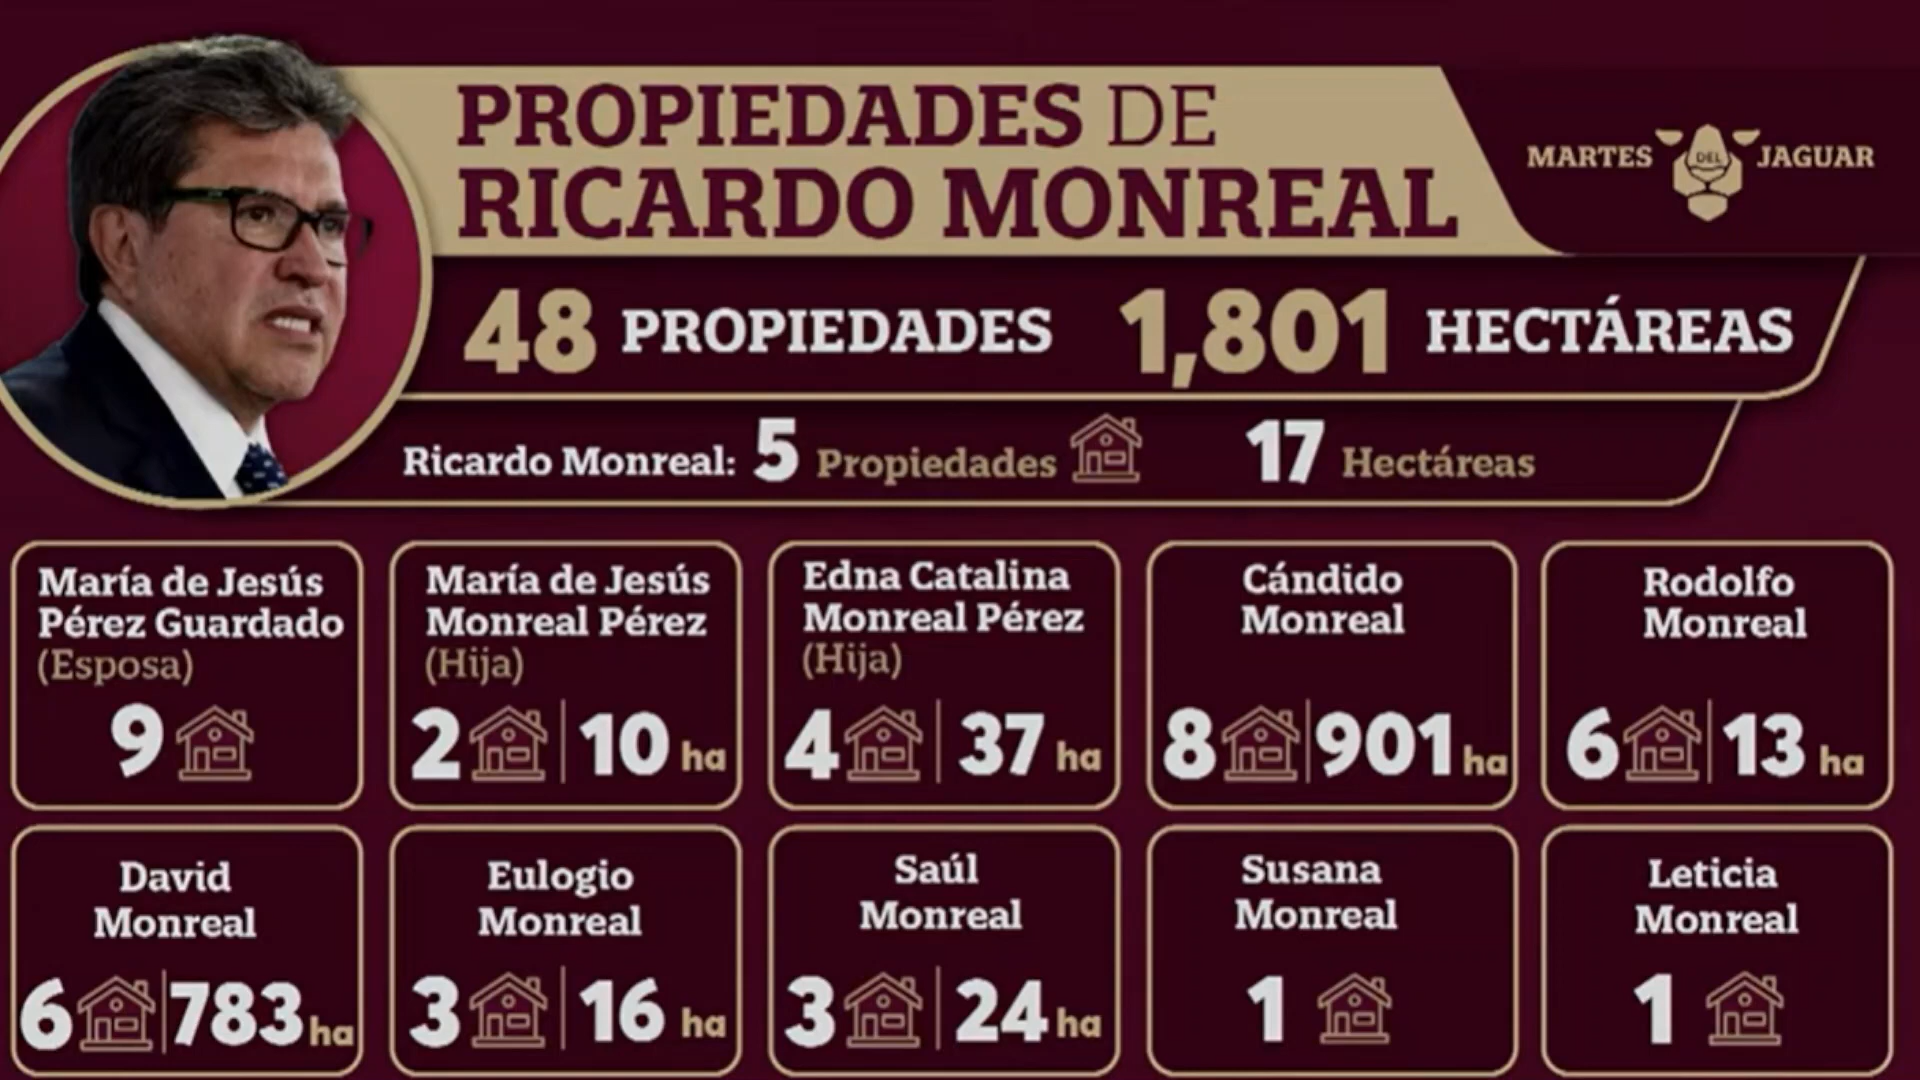 PROPIEDADES DE
RICARDO MONREAL
MARTES DEL JAGUAR
48 PROPIEDADES 1,801 HECTÁREAS
Ricardo Monreal: 5 Propiedades 17 Hectáreas
María de Jesús
Pérez Guardado
(Esposa)
9
María de Jesús
Monreal Pérez
(Hija)
2 10 ha
Edna Catalina
Monreal Pérez
(Hija)
4 37 ha
Cándido
Monreal
8 901 ha
Rodolfo
Monreal
6 13 ha
David
Monreal
6 783 ha
Eulogio
Monreal
3 16 ha
Saúl
Monreal
3 24 ha
Susana
Monreal
1
Leticia
Monreal
1